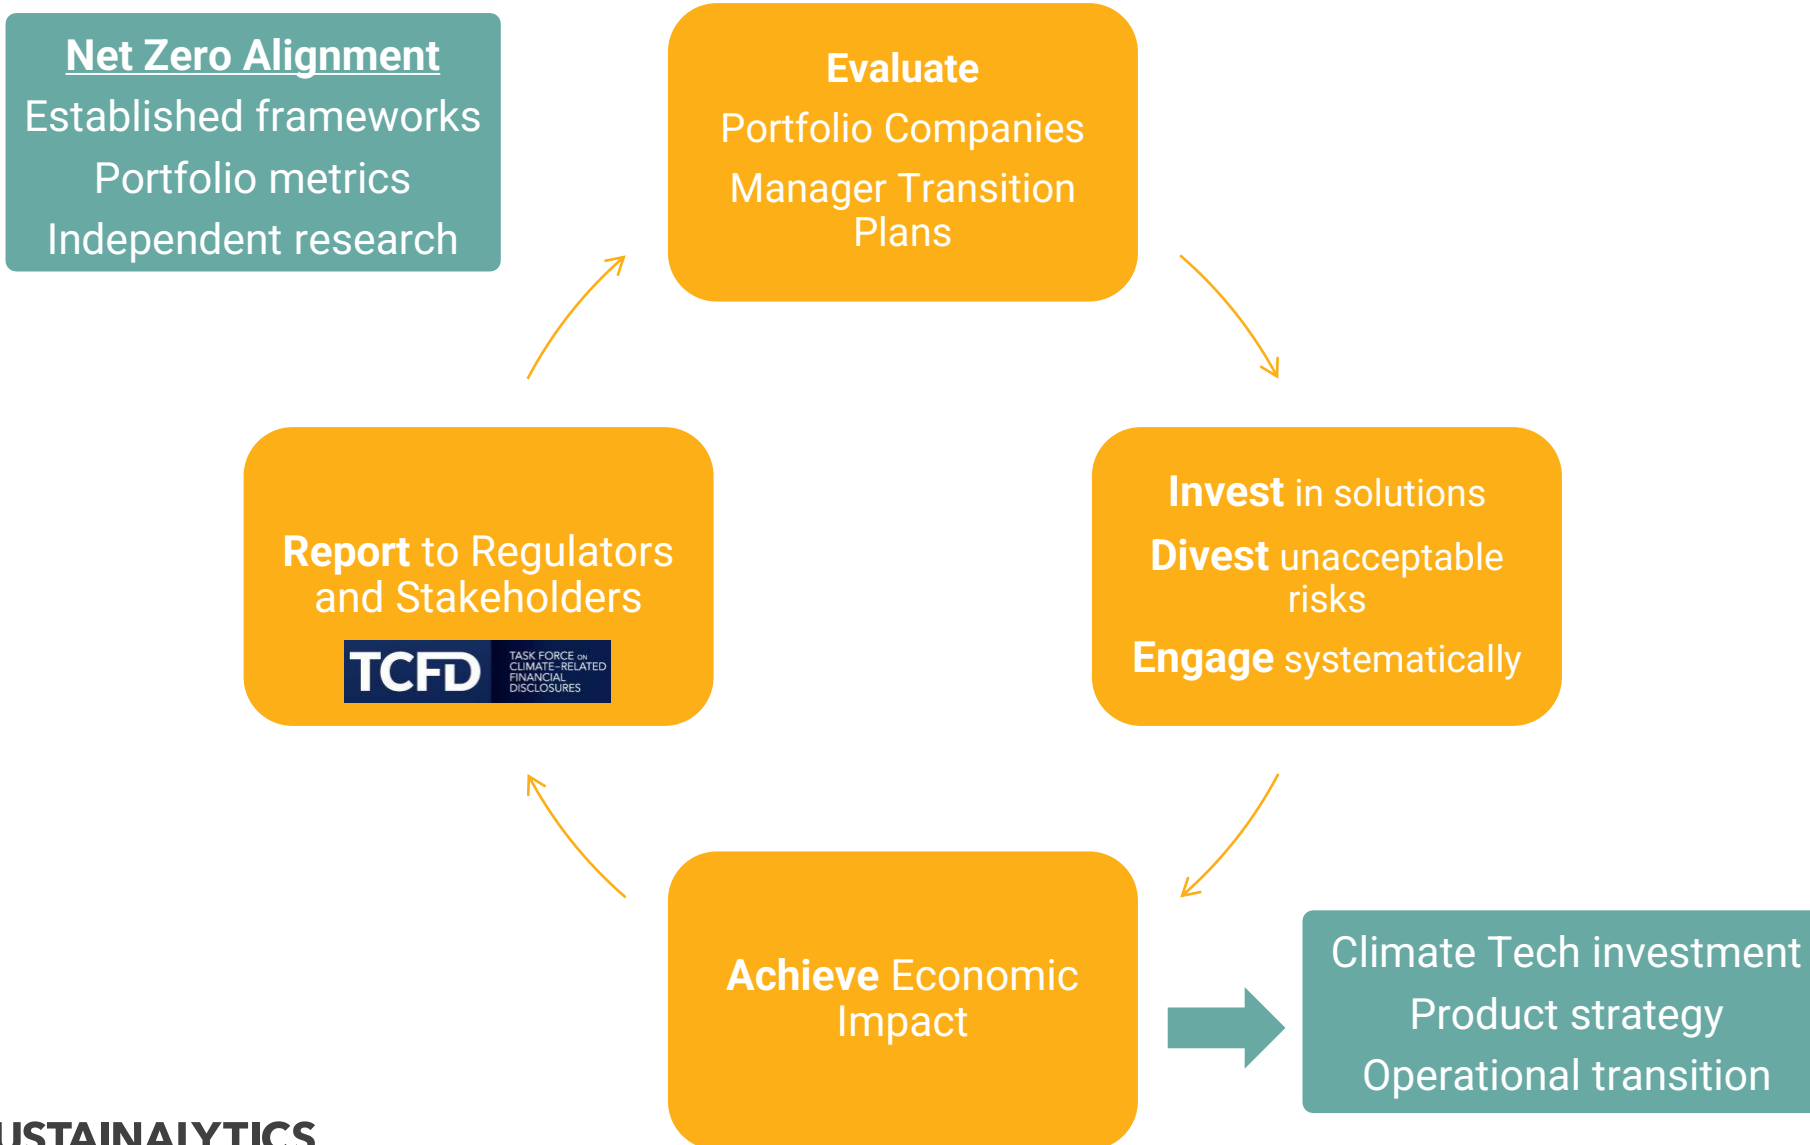 Net Zero Alignment
Established frameworks
Portfolio metrics
Independent research
Evaluate
Portfolio Companies
Manager Transition
Plans
Invest in solutions
Divest unacceptable
risks
Engage systematically
Achieve Economic
Impact
Climate Tech investment
Product strategy
Operational transition
Report to Regulators
and Stakeholders
TCFD
TASK FORCE ON
CLIMATE-RELATED
FINANCIAL
DISCLOSURES
USTAINALYTICS